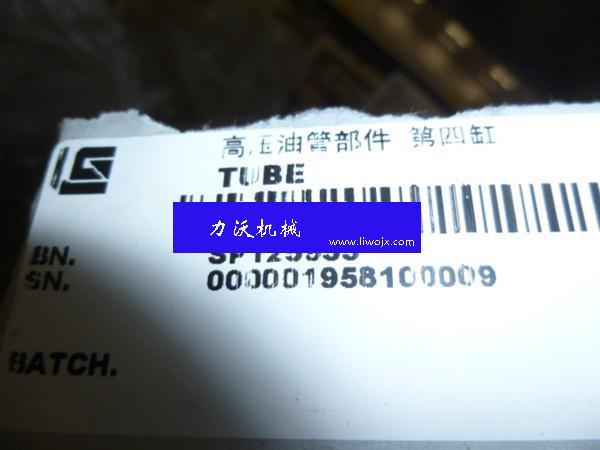 高压油管部件 第四缸
TUBE
力沃机械
www.liwojx.com
BN.
SN. 000001958100009
BATCH.